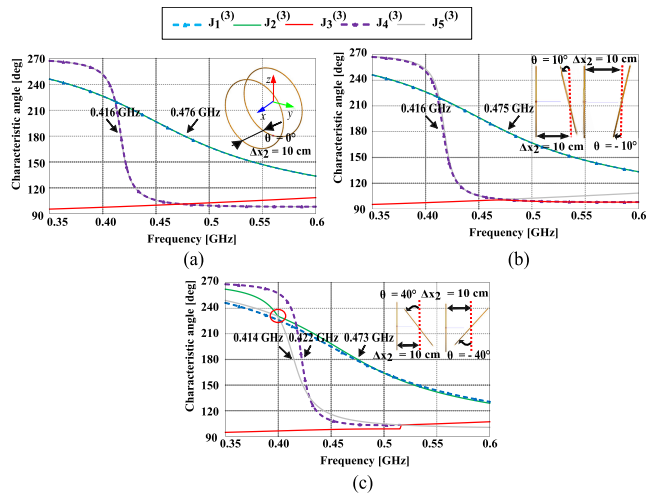 J1(3) J2(3) J3(3) J4(3) J5(3)
Characteristic angle [deg]
270
240
210
180
150
120
90
0.416 GHz
0.476 GHz
z
x
y
θ = 0°
Δx2 = 10 cm
0.35 0.4 0.45 0.5 0.55 0.6
Frequency [GHz]
(a)
Characteristic angle [deg]
270
240
210
180
150
120
90
0.416 GHz
0.475 GHz
θ = 10° Δx2 = 10 cm
Δx2 = 10 cm θ = - 10°
0.35 0.40 0.45 0.5 0.55 0.6
Frequency [GHz]
(b)
Characteristic angle [deg]
270
240
210
180
150
120
90
0.414 GHz
0.422 GHz
0.473 GHz
θ = 40° Δx2 = 10 cm
Δx2 = 10 cm θ = - 40°
0.35 0.40 0.45 0.5 0.55 0.6
Frequency [GHz]
(c)